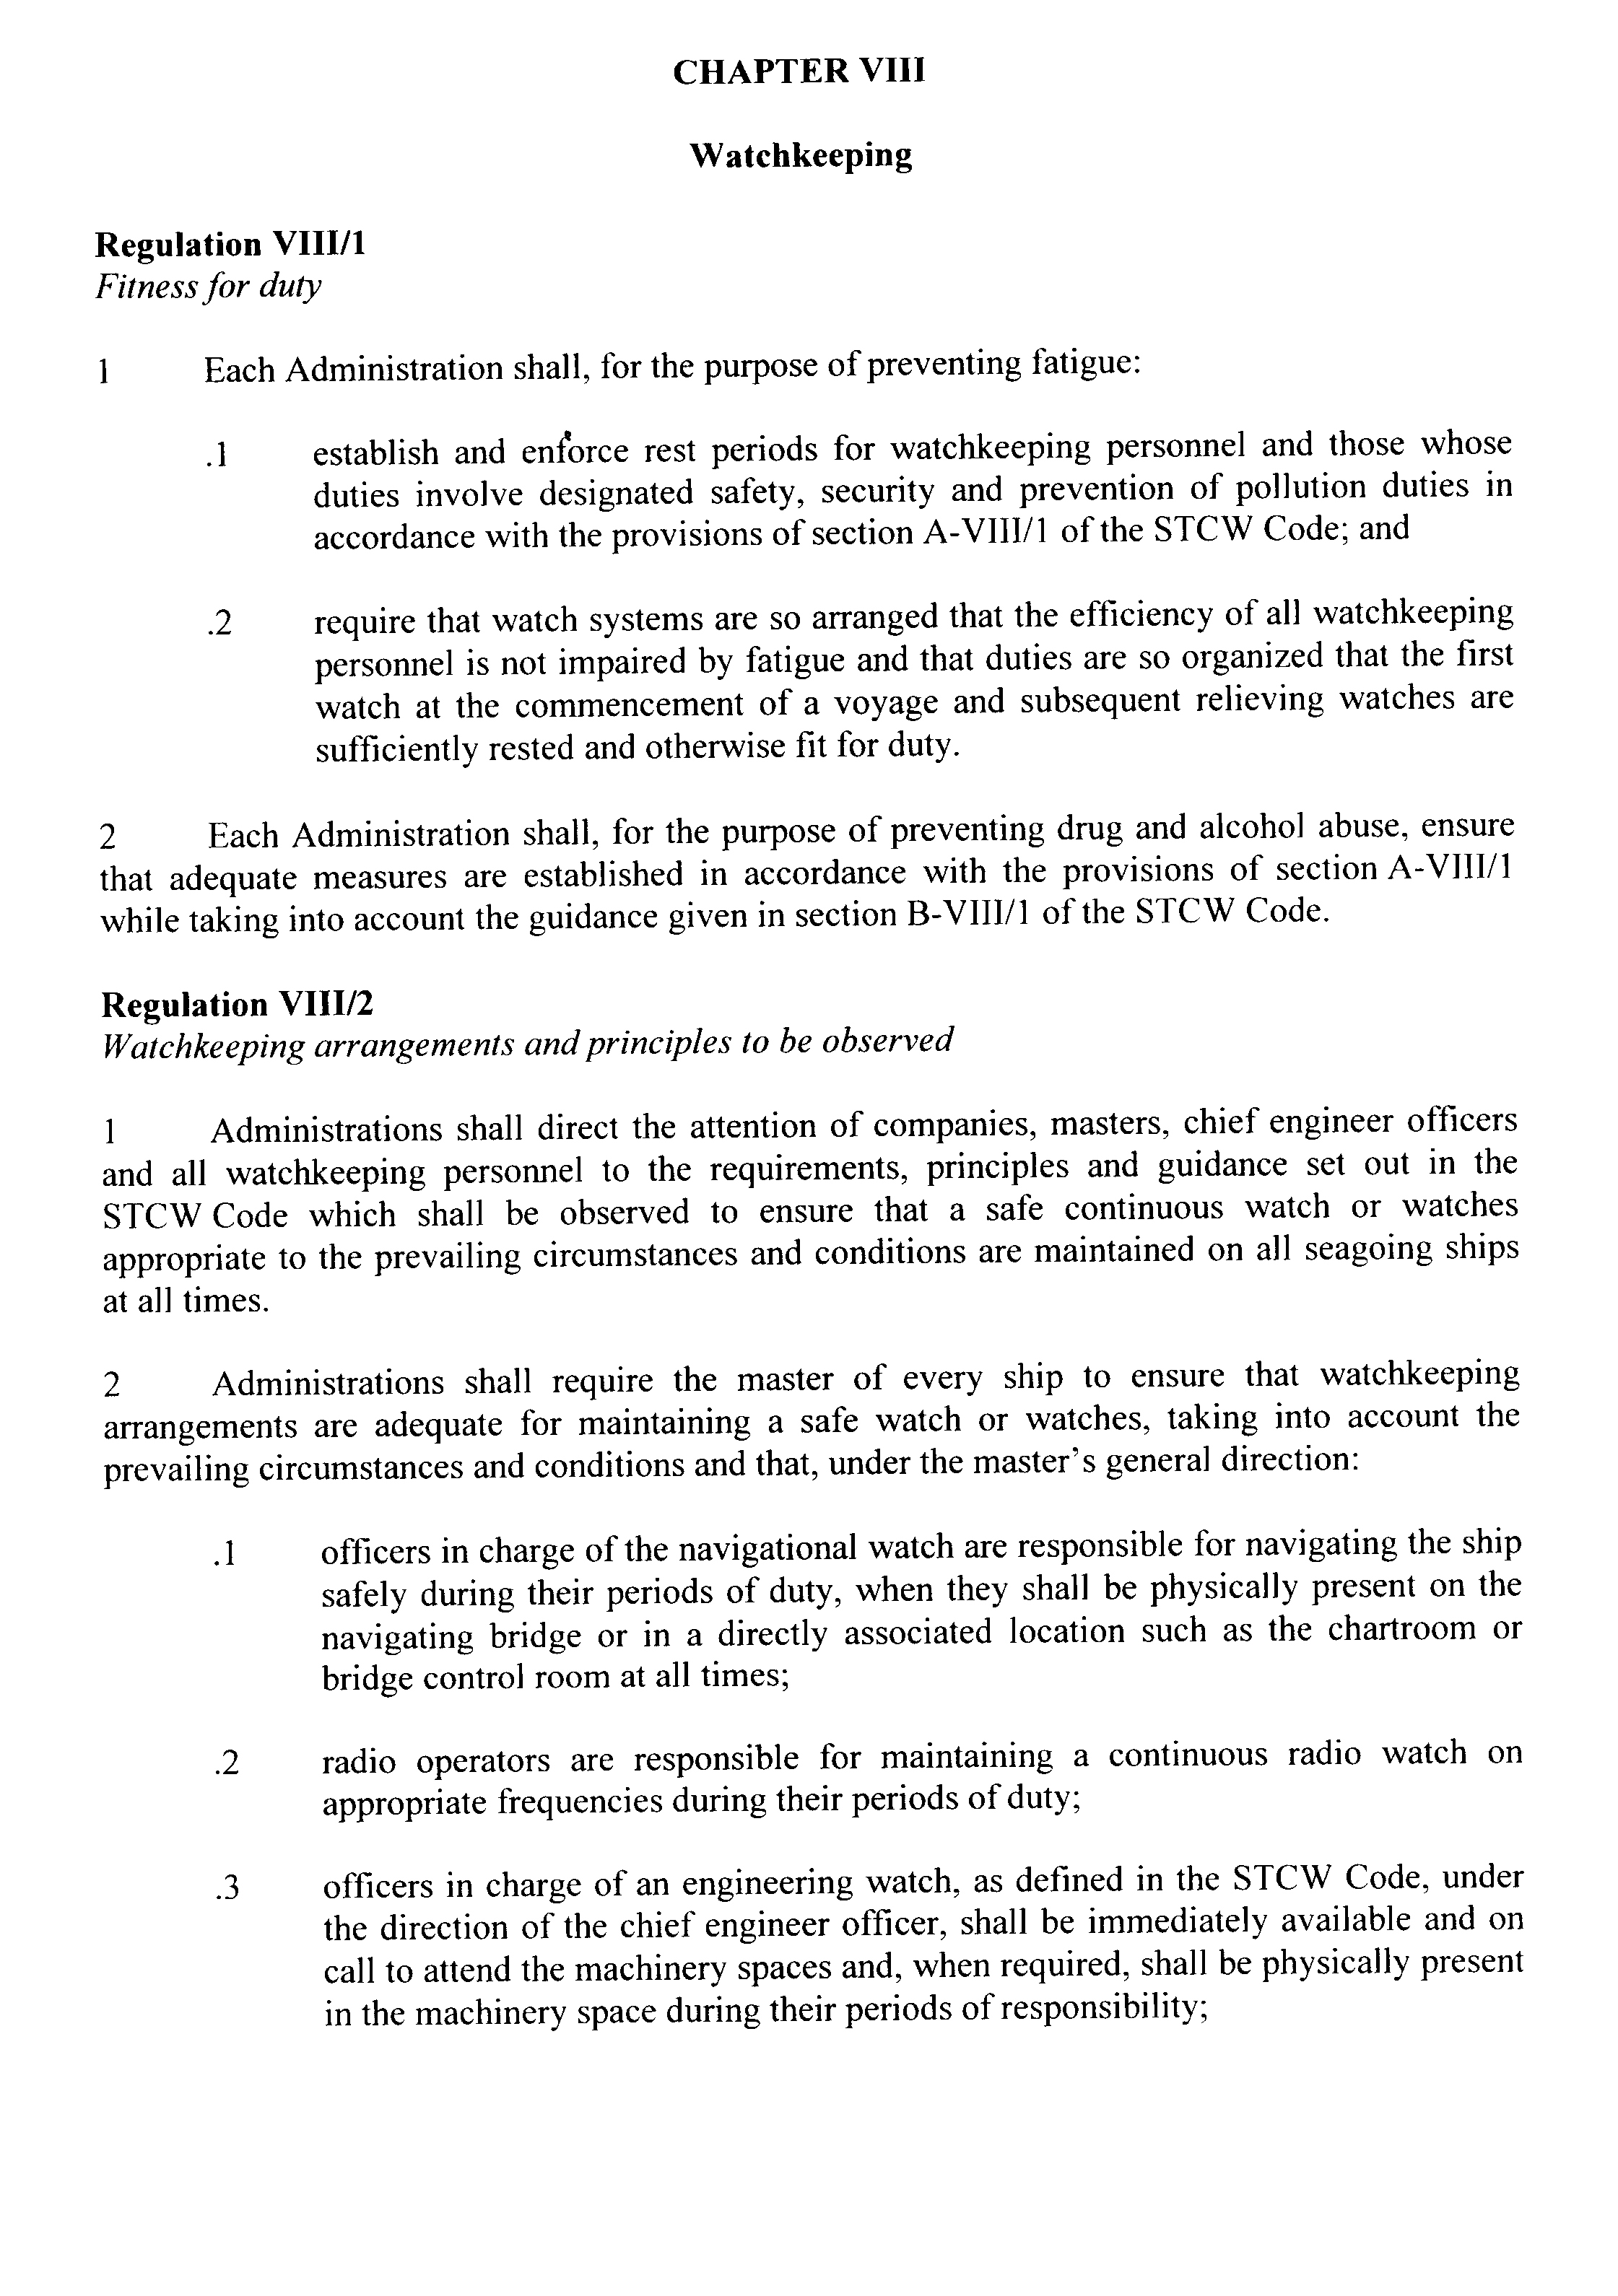 CHAPTER VIII
Watchkeeping
Regulation VIII/1
Fitness for duty
1 Each Administration shall, for the purpose of preventing fatigue:
.1 establish and enforce rest periods for watchkeeping personnel and those whose
duties involve designated safety, security and prevention of pollution duties in
accordance with the provisions of section A-VIII/1 of the STCW Code; and
.2 require that watch systems are so arranged that the efficiency of all watchkeeping
personnel is not impaired by fatigue and that duties are so organized that the first
watch at the commencement of a voyage and subsequent relieving watches are
sufficiently rested and otherwise fit for duty.
2 Each Administration shall, for the purpose of preventing drug and alcohol abuse, ensure
that adequate measures are established in accordance with the provisions of section A-VIII/1
while taking into account the guidance given in section B-VIII/1 of the STCW Code.
Regulation VIII/2
Watchkeeping arrangements and principles to be observed
1 Administrations shall direct the attention of companies, masters, chief engineer officers
and all watchkeeping personnel to the requirements, principles and guidance set out in the
STCW Code which shall be observed to ensure that a safe continuous watch or watches
appropriate to the prevailing circumstances and conditions are maintained on all seagoing ships
at all times.
2 Administrations shall require the master of every ship to ensure that watchkeeping
arrangements are adequate for maintaining a safe watch or watches, taking into account the
prevailing circumstances and conditions and that, under the master's general direction:
.1 officers in charge of the navigational watch are responsible for navigating the ship
safely during their periods of duty, when they shall be physically present on the
navigating bridge or in a directly associated location such as the chartroom or
bridge control room at all times;
.2 radio operators are responsible for maintaining a continuous radio watch on
appropriate frequencies during their periods of duty;
.3 officers in charge of an engineering watch, as defined in the STCW Code, under
the direction of the chief engineer officer, shall be immediately available and on
call to attend the machinery spaces and, when required, shall be physically present
in the machinery space during their periods of responsibility;